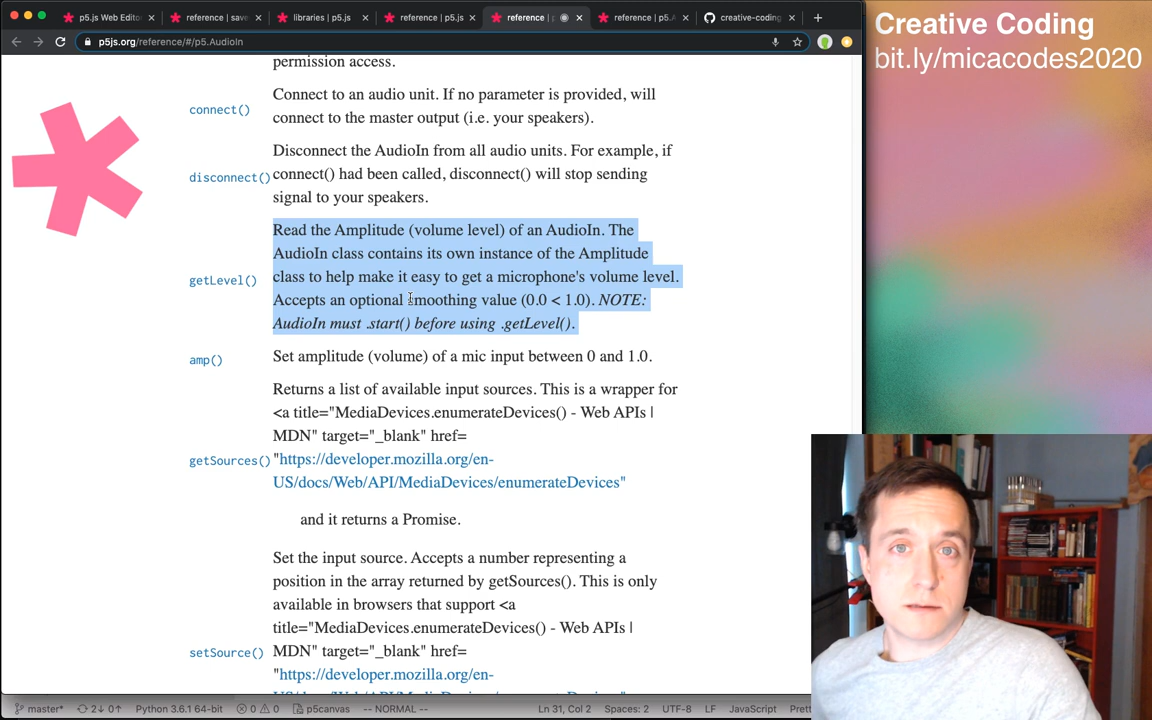 p5.js Web Edito
reference | save
libraries | p5.js
reference | p5.js
reference | p
reference | p5.A
creative-coding
p5js.org/reference/#/p5.AudioIn
Creative Coding
bit.ly/micacodes2020
permission access.
connect()
Connect to an audio unit. If no parameter is provided, will
connect to the master output (i.e. your speakers).
disconnect()
Disconnect the AudioIn from all audio units. For example, if
connect() had been called, disconnect() will stop sending
signal to your speakers.
getLevel()
Read the Amplitude (volume level) of an AudioIn. The
AudioIn class contains its own instance of the Amplitude
class to help make it easy to get a microphone's volume level.
Accepts an optional smoothing value (0.0 < 1.0). NOTE:
AudioIn must .start() before using .getLevel().
amp()
Set amplitude (volume) of a mic input between 0 and 1.0.
getSources()
Returns a list of available input sources. This is a wrapper for
<a title="MediaDevices.enumerateDevices() - Web APIs |
MDN" target="_blank" href=
"https://developer.mozilla.org/en-
US/docs/Web/API/MediaDevices/enumerateDevices"
and it returns a Promise.
setSource()
Set the input source. Accepts a number representing a
position in the array returned by getSources(). This is only
available in browsers that support <a
title="MediaDevices.enumerateDevices() - Web APIs |
MDN" target="_blank" href=
"https://developer.mozilla.org/en-
master* 2↓ 0↑ Python 3.6.1 64-bit 0 0 p5canvas -- NORMAL -- Ln 31, Col 2 Spaces: 2 UTF-8 LF JavaScript Prett